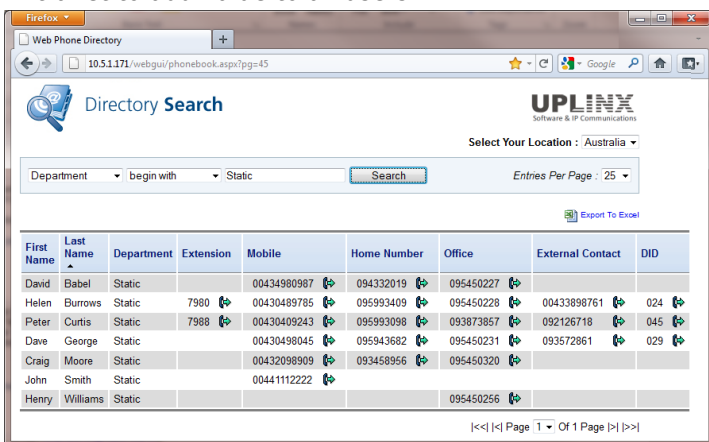 Firefox
Web Phone Directory
10.5.1.171/webgui/phonebook.aspx?pg=45
Google
Directory Search
UPLINX
Software & IP Communications
Select Your Location : Australia
Department begin with Static Search Entries Per Page : 25
Export To Excel
First Name Last Name Department Extension Mobile Home Number Office External Contact DID
David Babel Static 00434980987 094332019 095450227
Helen Burrows Static 7980 00430489785 095993409 095450228 00433898761 024
Peter Curtis Static 7988 00430409243 095993098 093873857 092126718 045
Dave George Static 00430498045 095943682 095450231 093572861 029
Craig Moore Static 00432098909 093458956 095450320
John Smith Static 00441112222
Henry Williams Static 095450256
|<<| |<| Page 1 Of 1 Page |>| |>>|